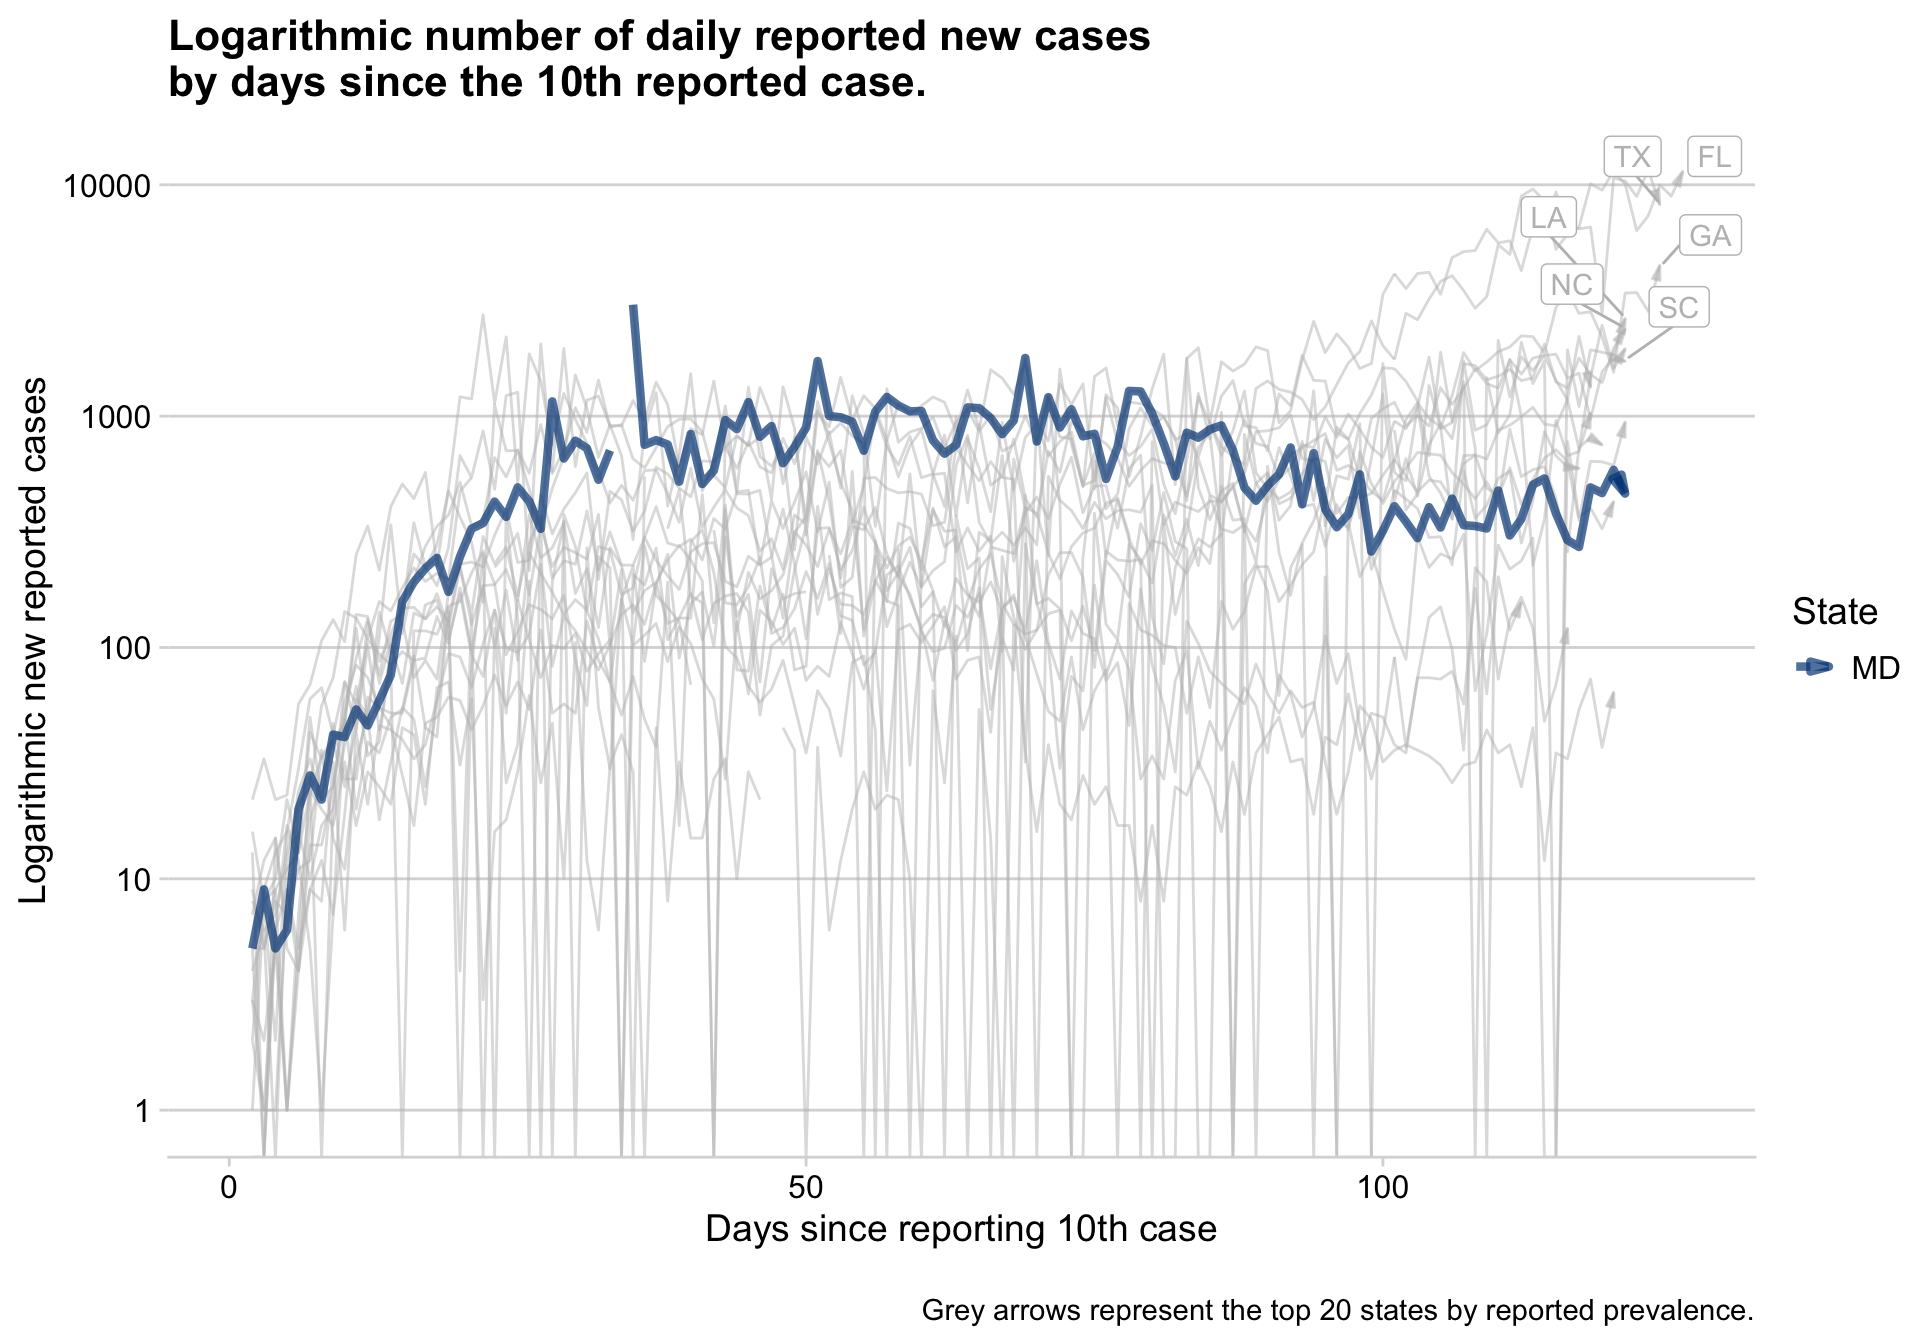 Logarithmic number of daily reported new cases
by days since the 10th reported case.
TX
FL
10000
LA
GA
NC
SC
1000
100
10
1
Logarithmic new reported cases
State
MD
0
50
100
Days since reporting 10th case
Grey arrows represent the top 20 states by reported prevalence.